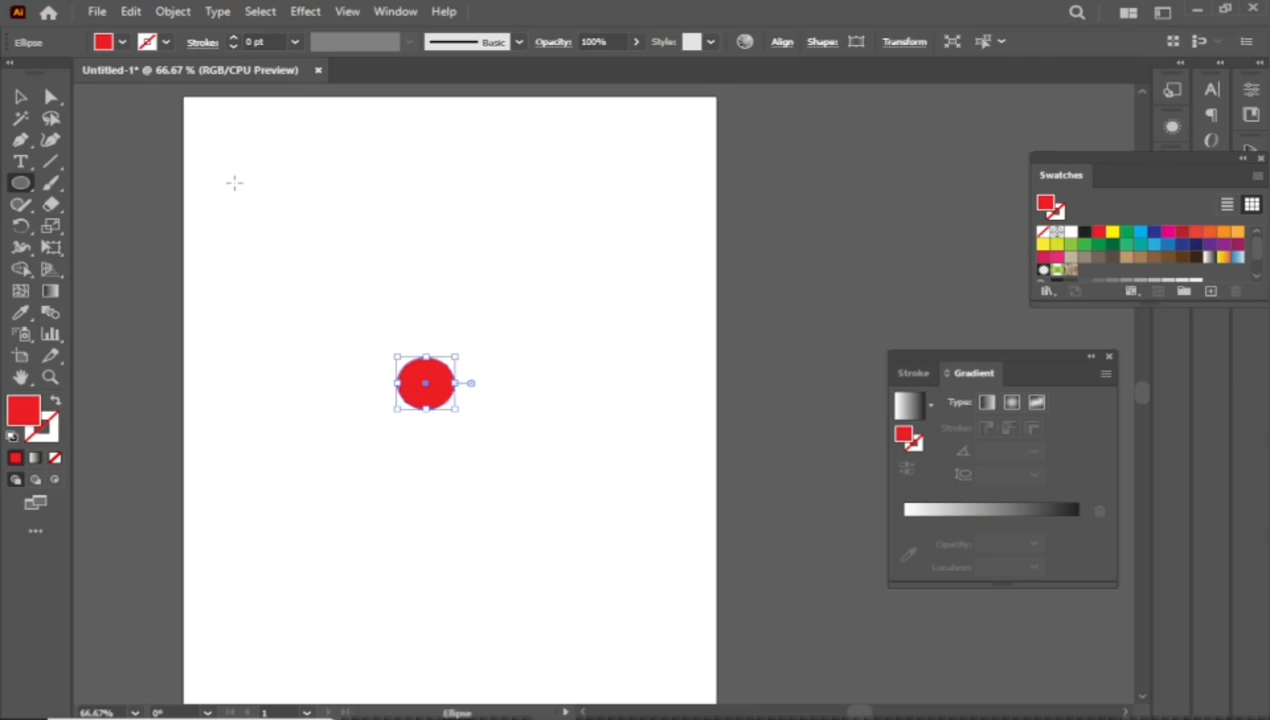 Ai File Edit Object Type Select Effect View Window Help
Ellipse Stroke: 0 pt Basic Opacity: 100% Style: Align Shape: Transform
Untitled-1* @ 66.67 % (RGB/CPU Preview)
Swatches
Stroke Gradient
Type:
Stroke:
Opacity:
Location:
66.67% 0° 1 Ellipse